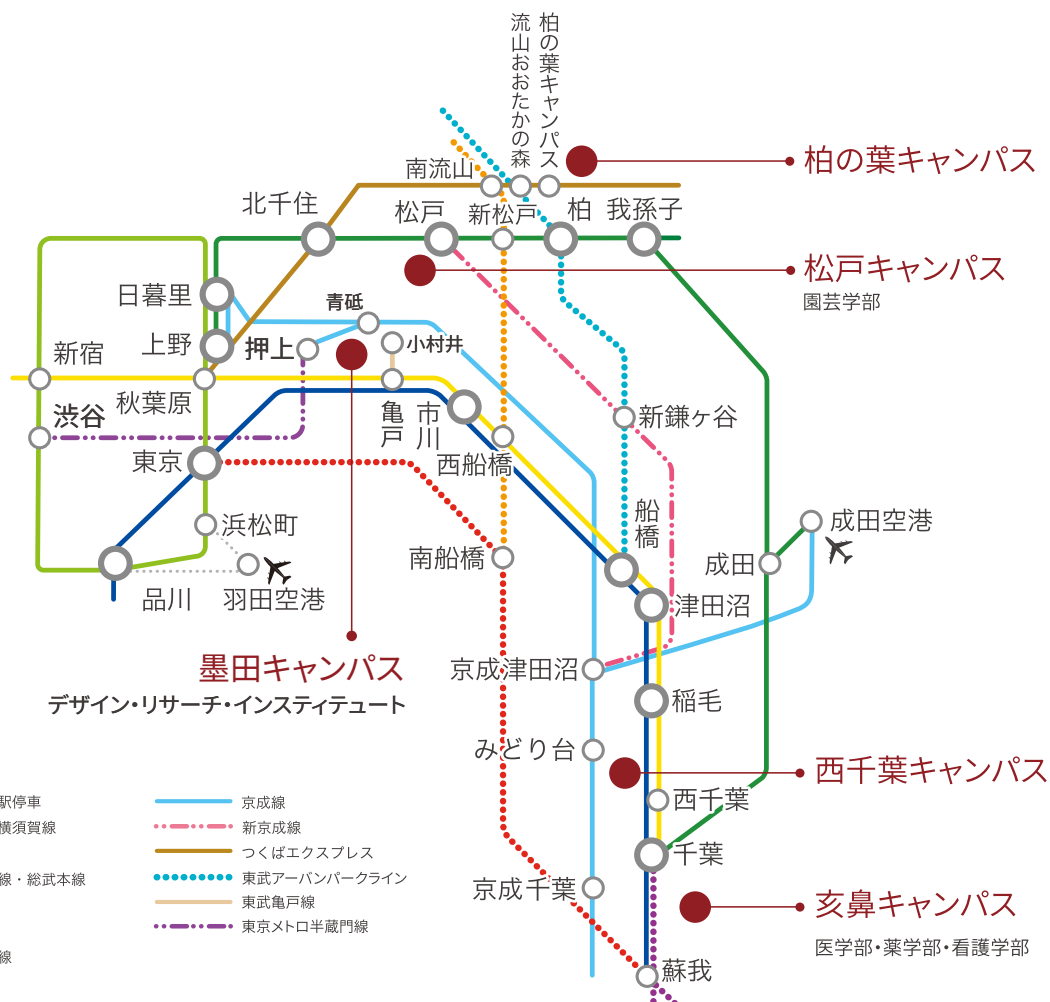 流山おおたかの森
柏の葉キャンパス
柏の葉キャンパス
南流山
北千住
松戸
新松戸
柏
我孫子
松戸キャンパス
園芸学部
日暮里
青砥
上野
押上
小村井
新宿
秋葉原
亀戸
市川
渋谷
新鎌ヶ谷
東京
西船橋
浜松町
船橋
成田空港
南船橋
成田
品川
羽田空港
津田沼
墨田キャンパス
デザイン・リサーチ・インスティテュート
京成津田沼
稲毛
みどり台
西千葉キャンパス
西千葉
千葉
京成千葉
亥鼻キャンパス
医学部・薬学部・看護学部
蘇我
駅停車
横須賀線
線・総武本線
線
京成線
新京成線
つくばエクスプレス
東武アーバンパークライン
東武亀戸線
東京メトロ半蔵門線